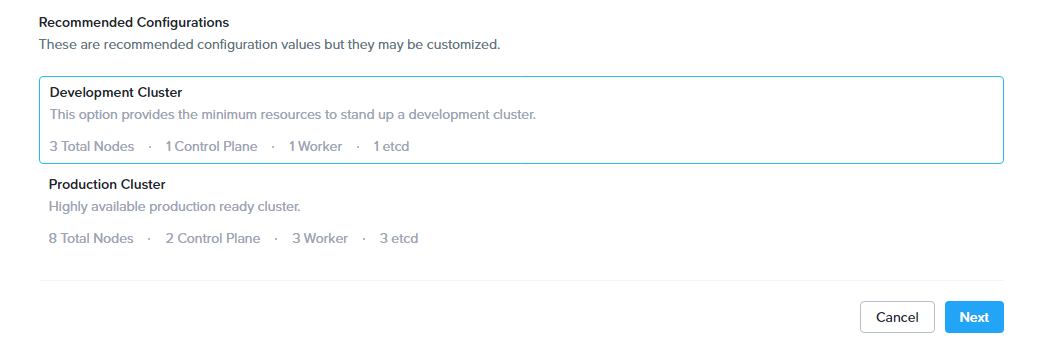 Recommended Configurations
These are recommended configuration values but they may be customized.
Development Cluster
This option provides the minimum resources to stand up a development cluster.
3 Total Nodes · 1 Control Plane · 1 Worker · 1 etcd
Production Cluster
Highly available production ready cluster.
8 Total Nodes · 2 Control Plane · 3 Worker · 3 etcd
Cancel Next